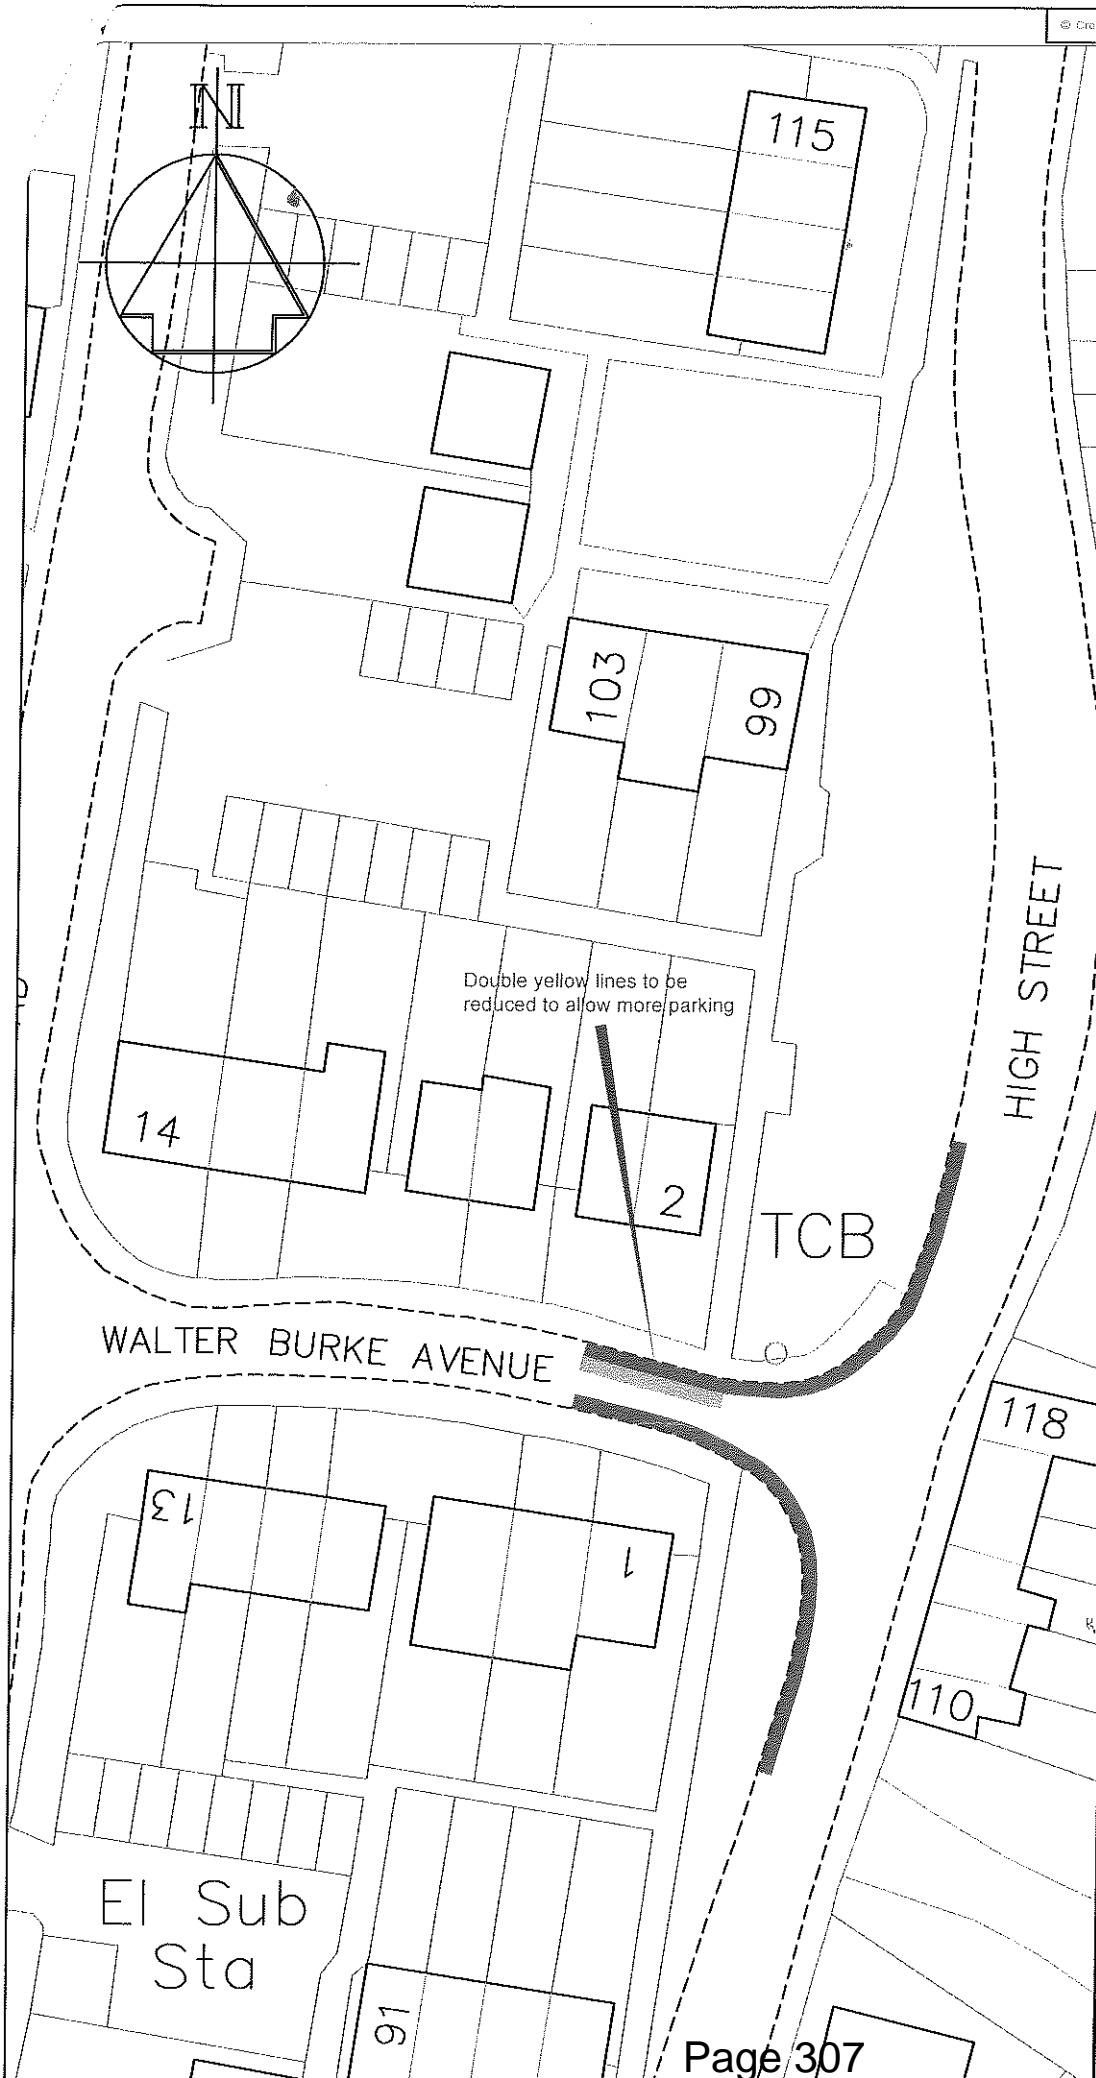 © Cre
N
115
103
99
HIGH STREET
Double yellow lines to be
reduced to allow more parking
14
2
TCB
WALTER BURKE AVENUE
118
13
1
110
El Sub
Sta
91
Page 307